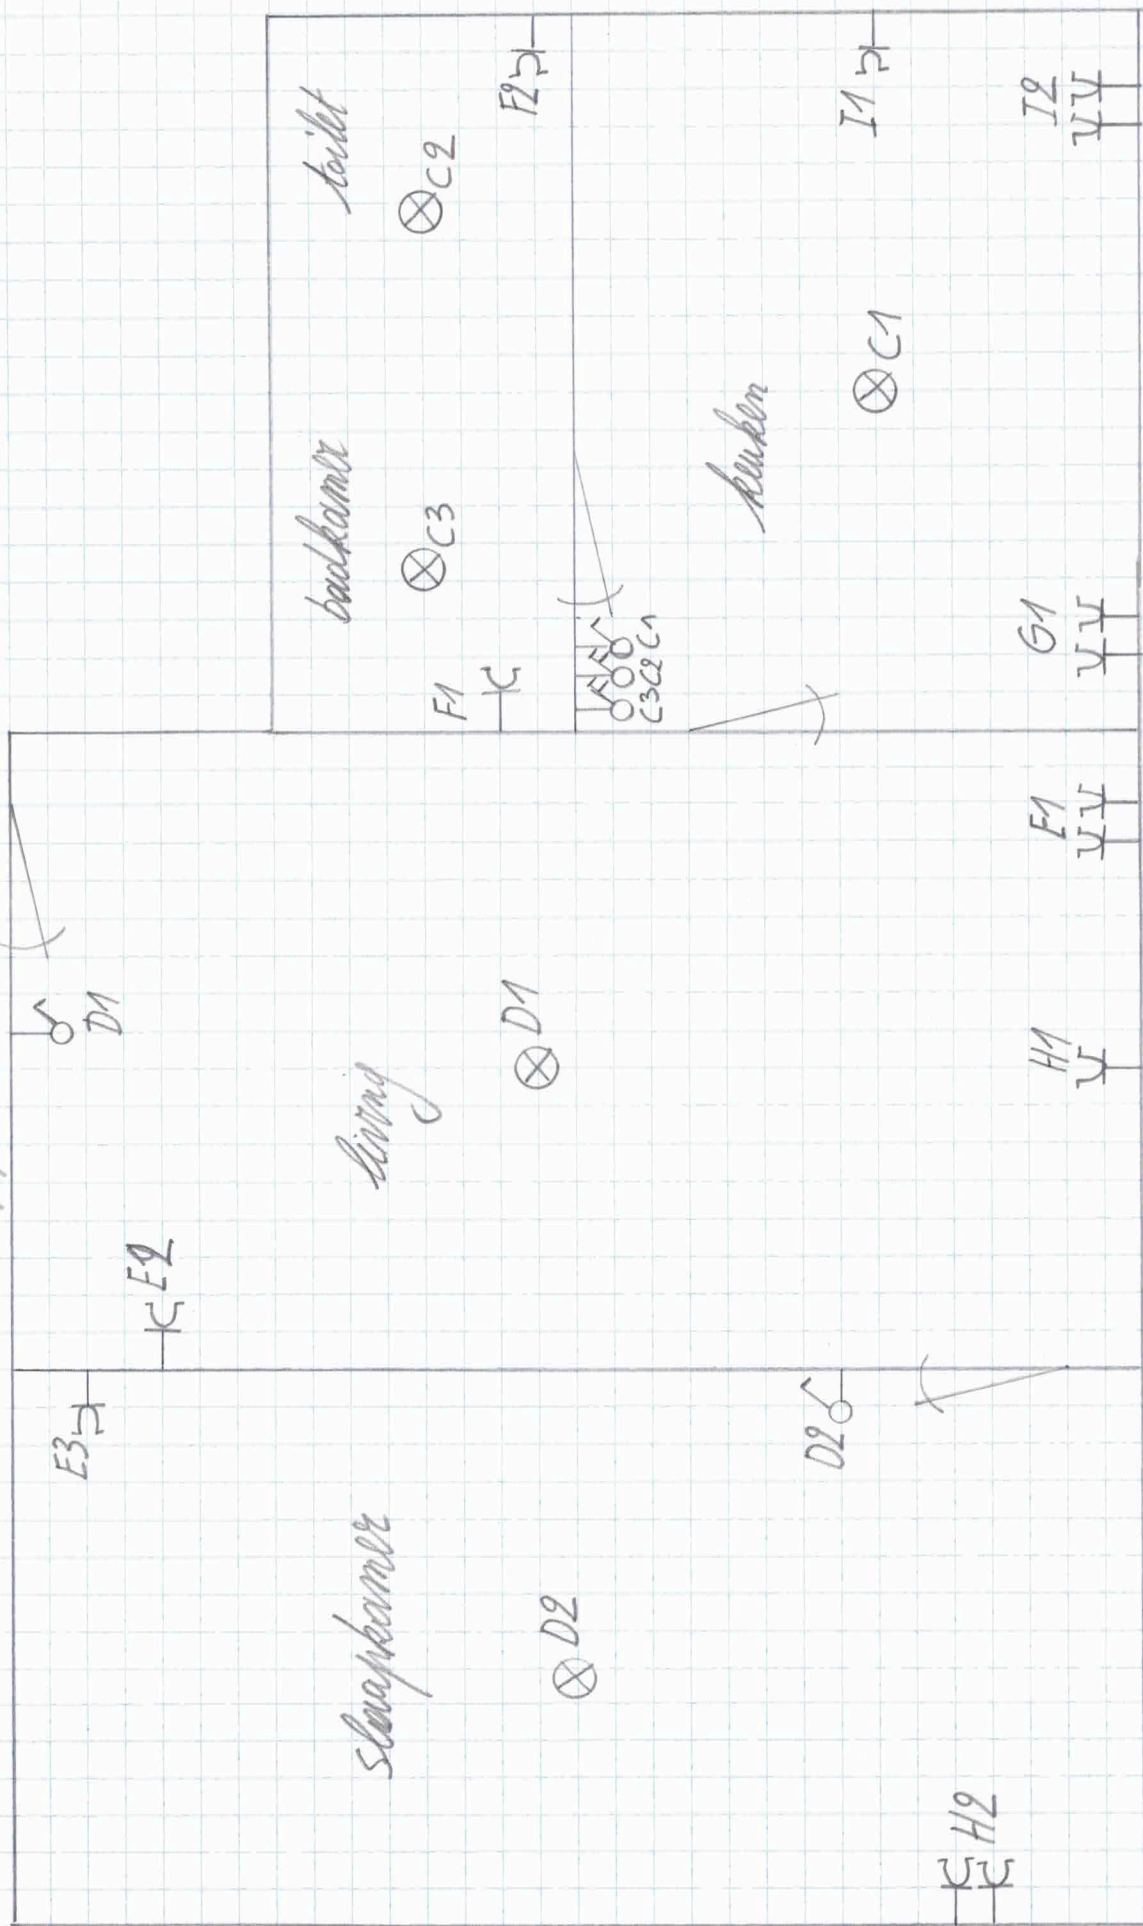 slaapkamer
E3
D2
D2
H2
living
D1
E2
D1
H1
E1
badkamer
toilet
F1
C3
C2
F2
C3 C2 C1
keuken
C1
G1
I1
I2